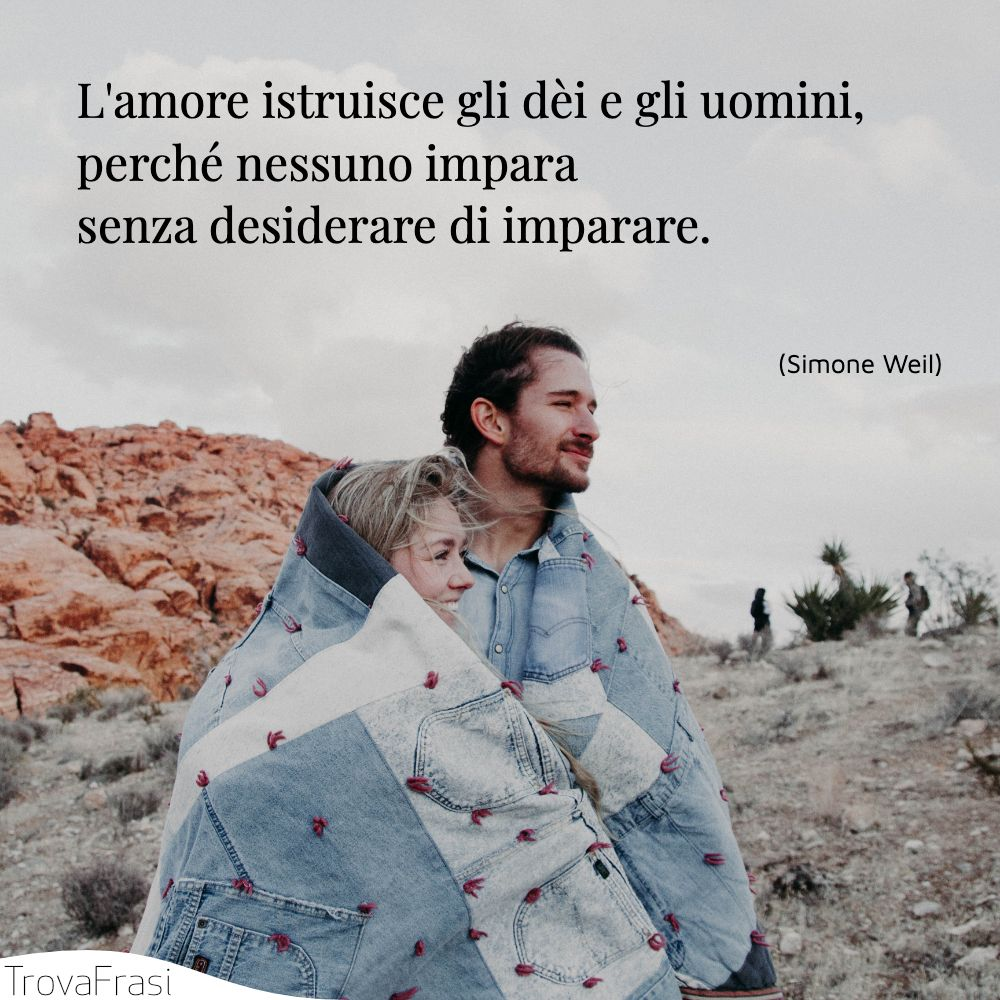 L'amore istruisce gli dèi e gli uomini,
perché nessuno impara
senza desiderare di imparare.
(Simone Weil)
TrovaFrasi